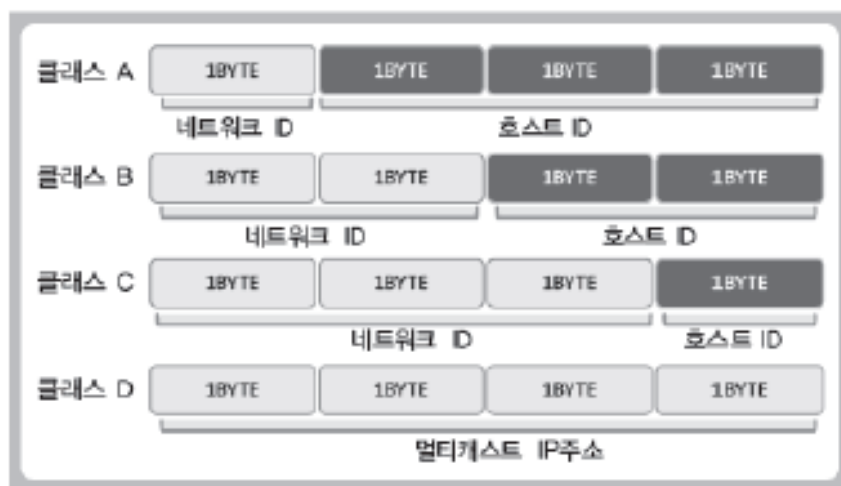 클래스 A 1BYTE 1BYTE 1BYTE 1BYTE
네트워크 ID 호스트 ID
클래스 B 1BYTE 1BYTE 1BYTE 1BYTE
네트워크 ID 호스트 ID
클래스 C 1BYTE 1BYTE 1BYTE 1BYTE
네트워크 ID 호스트 ID
클래스 D 1BYTE 1BYTE 1BYTE 1BYTE
멀티캐스트 IP주소